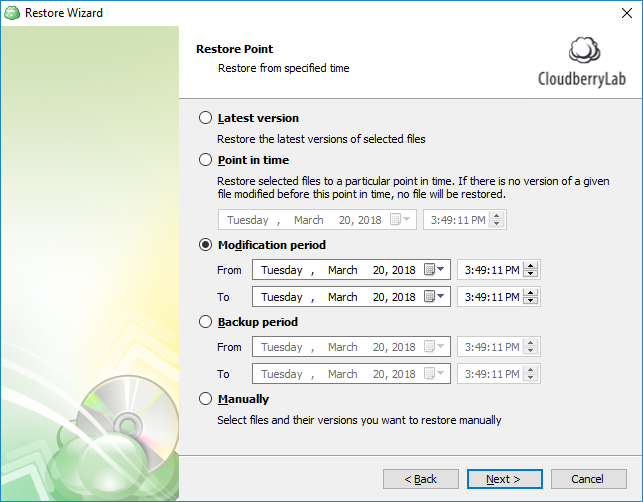 Restore Wizard
Restore Point
Restore from specified time
CloudberryLab
Latest version
Restore the latest versions of selected files
Point in time
Restore selected files to a particular point in time. If there is no version of a given
file modified before this point in time, no file will be restored.
Tuesday , March 20, 2018 3:49:11 PM
Modification period
From Tuesday , March 20, 2018 3:49:11 PM
To Tuesday , March 20, 2018 3:49:11 PM
Backup period
From Tuesday , March 20, 2018 3:49:11 PM
To Tuesday , March 20, 2018 3:49:11 PM
Manually
Select files and their versions you want to restore manually
< Back Next > Cancel